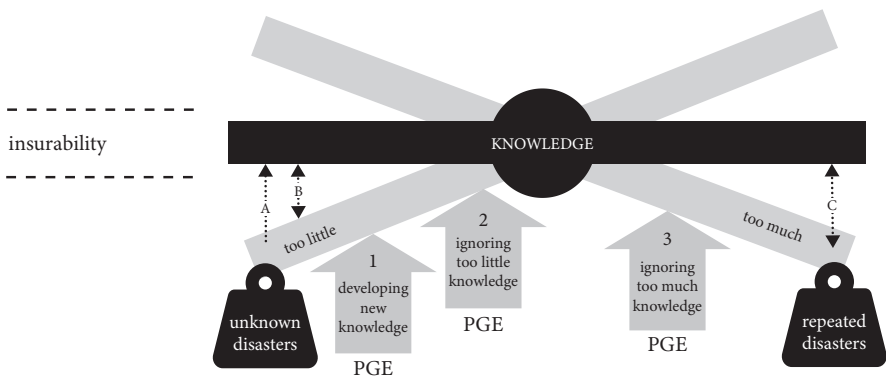 insurability
KNOWLEDGE
A
B
C
too little
too much
1
developing
new
knowledge
PGE
2
ignoring
too little
knowledge
PGE
3
ignoring
too much
knowledge
PGE
unknown
disasters
repeated
disasters